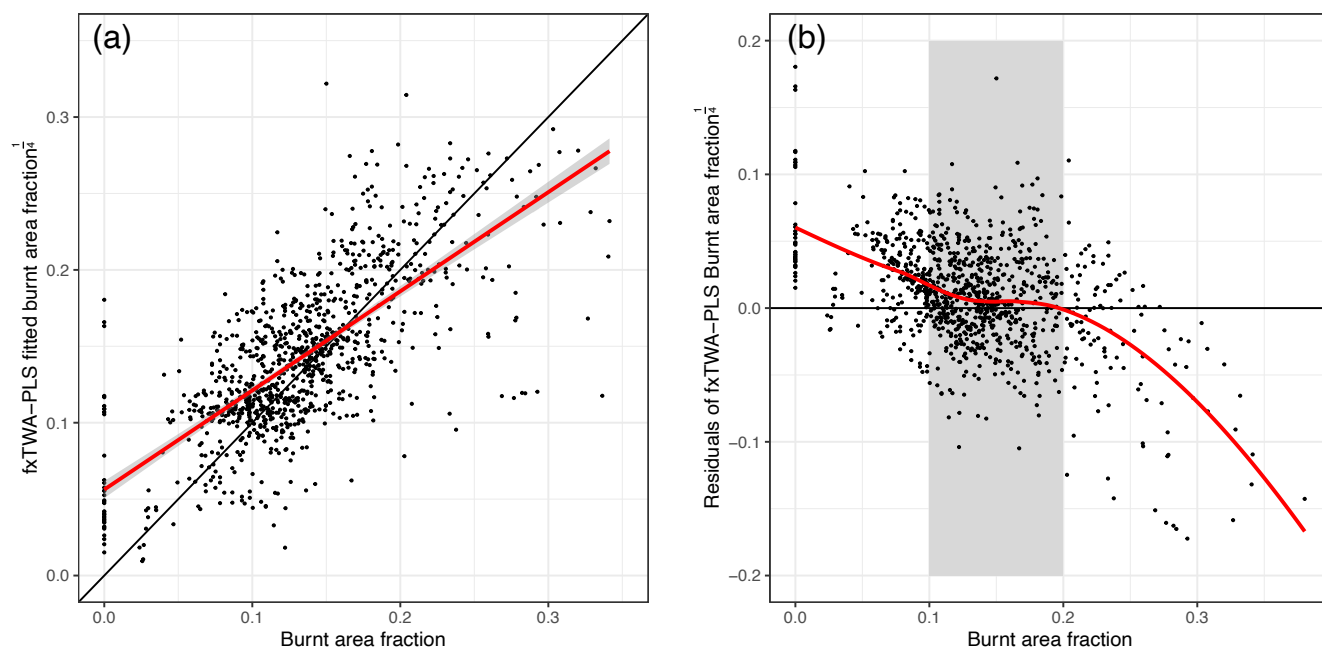 (a)
fxTWA−PLS fitted burnt area fraction^1/4
0.3
0.2
0.1
0.0
0.0 0.1 0.2 0.3
Burnt area fraction
(b)
Residuals of fxTWA−PLS Burnt area fraction^1/4
0.2
0.1
0.0
−0.1
−0.2
0.0 0.1 0.2 0.3
Burnt area fraction